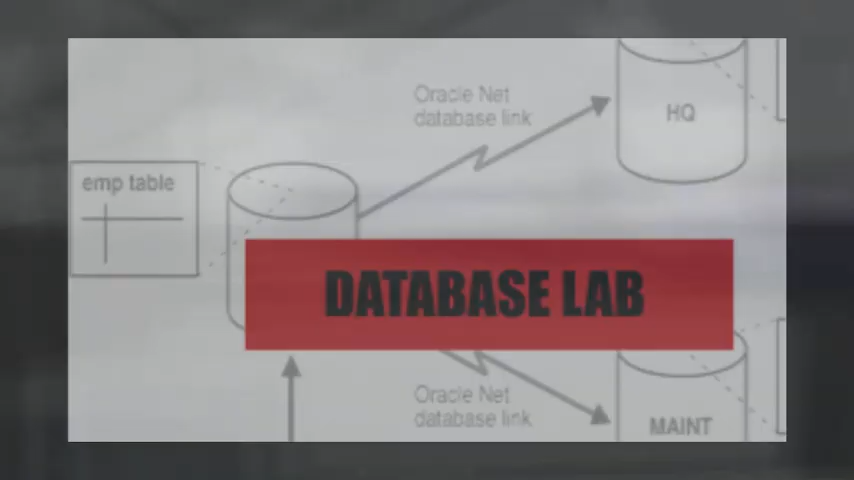 Oracle Net
database link
HQ
emp table
DATABASE LAB
Oracle Net
database link
MAINT